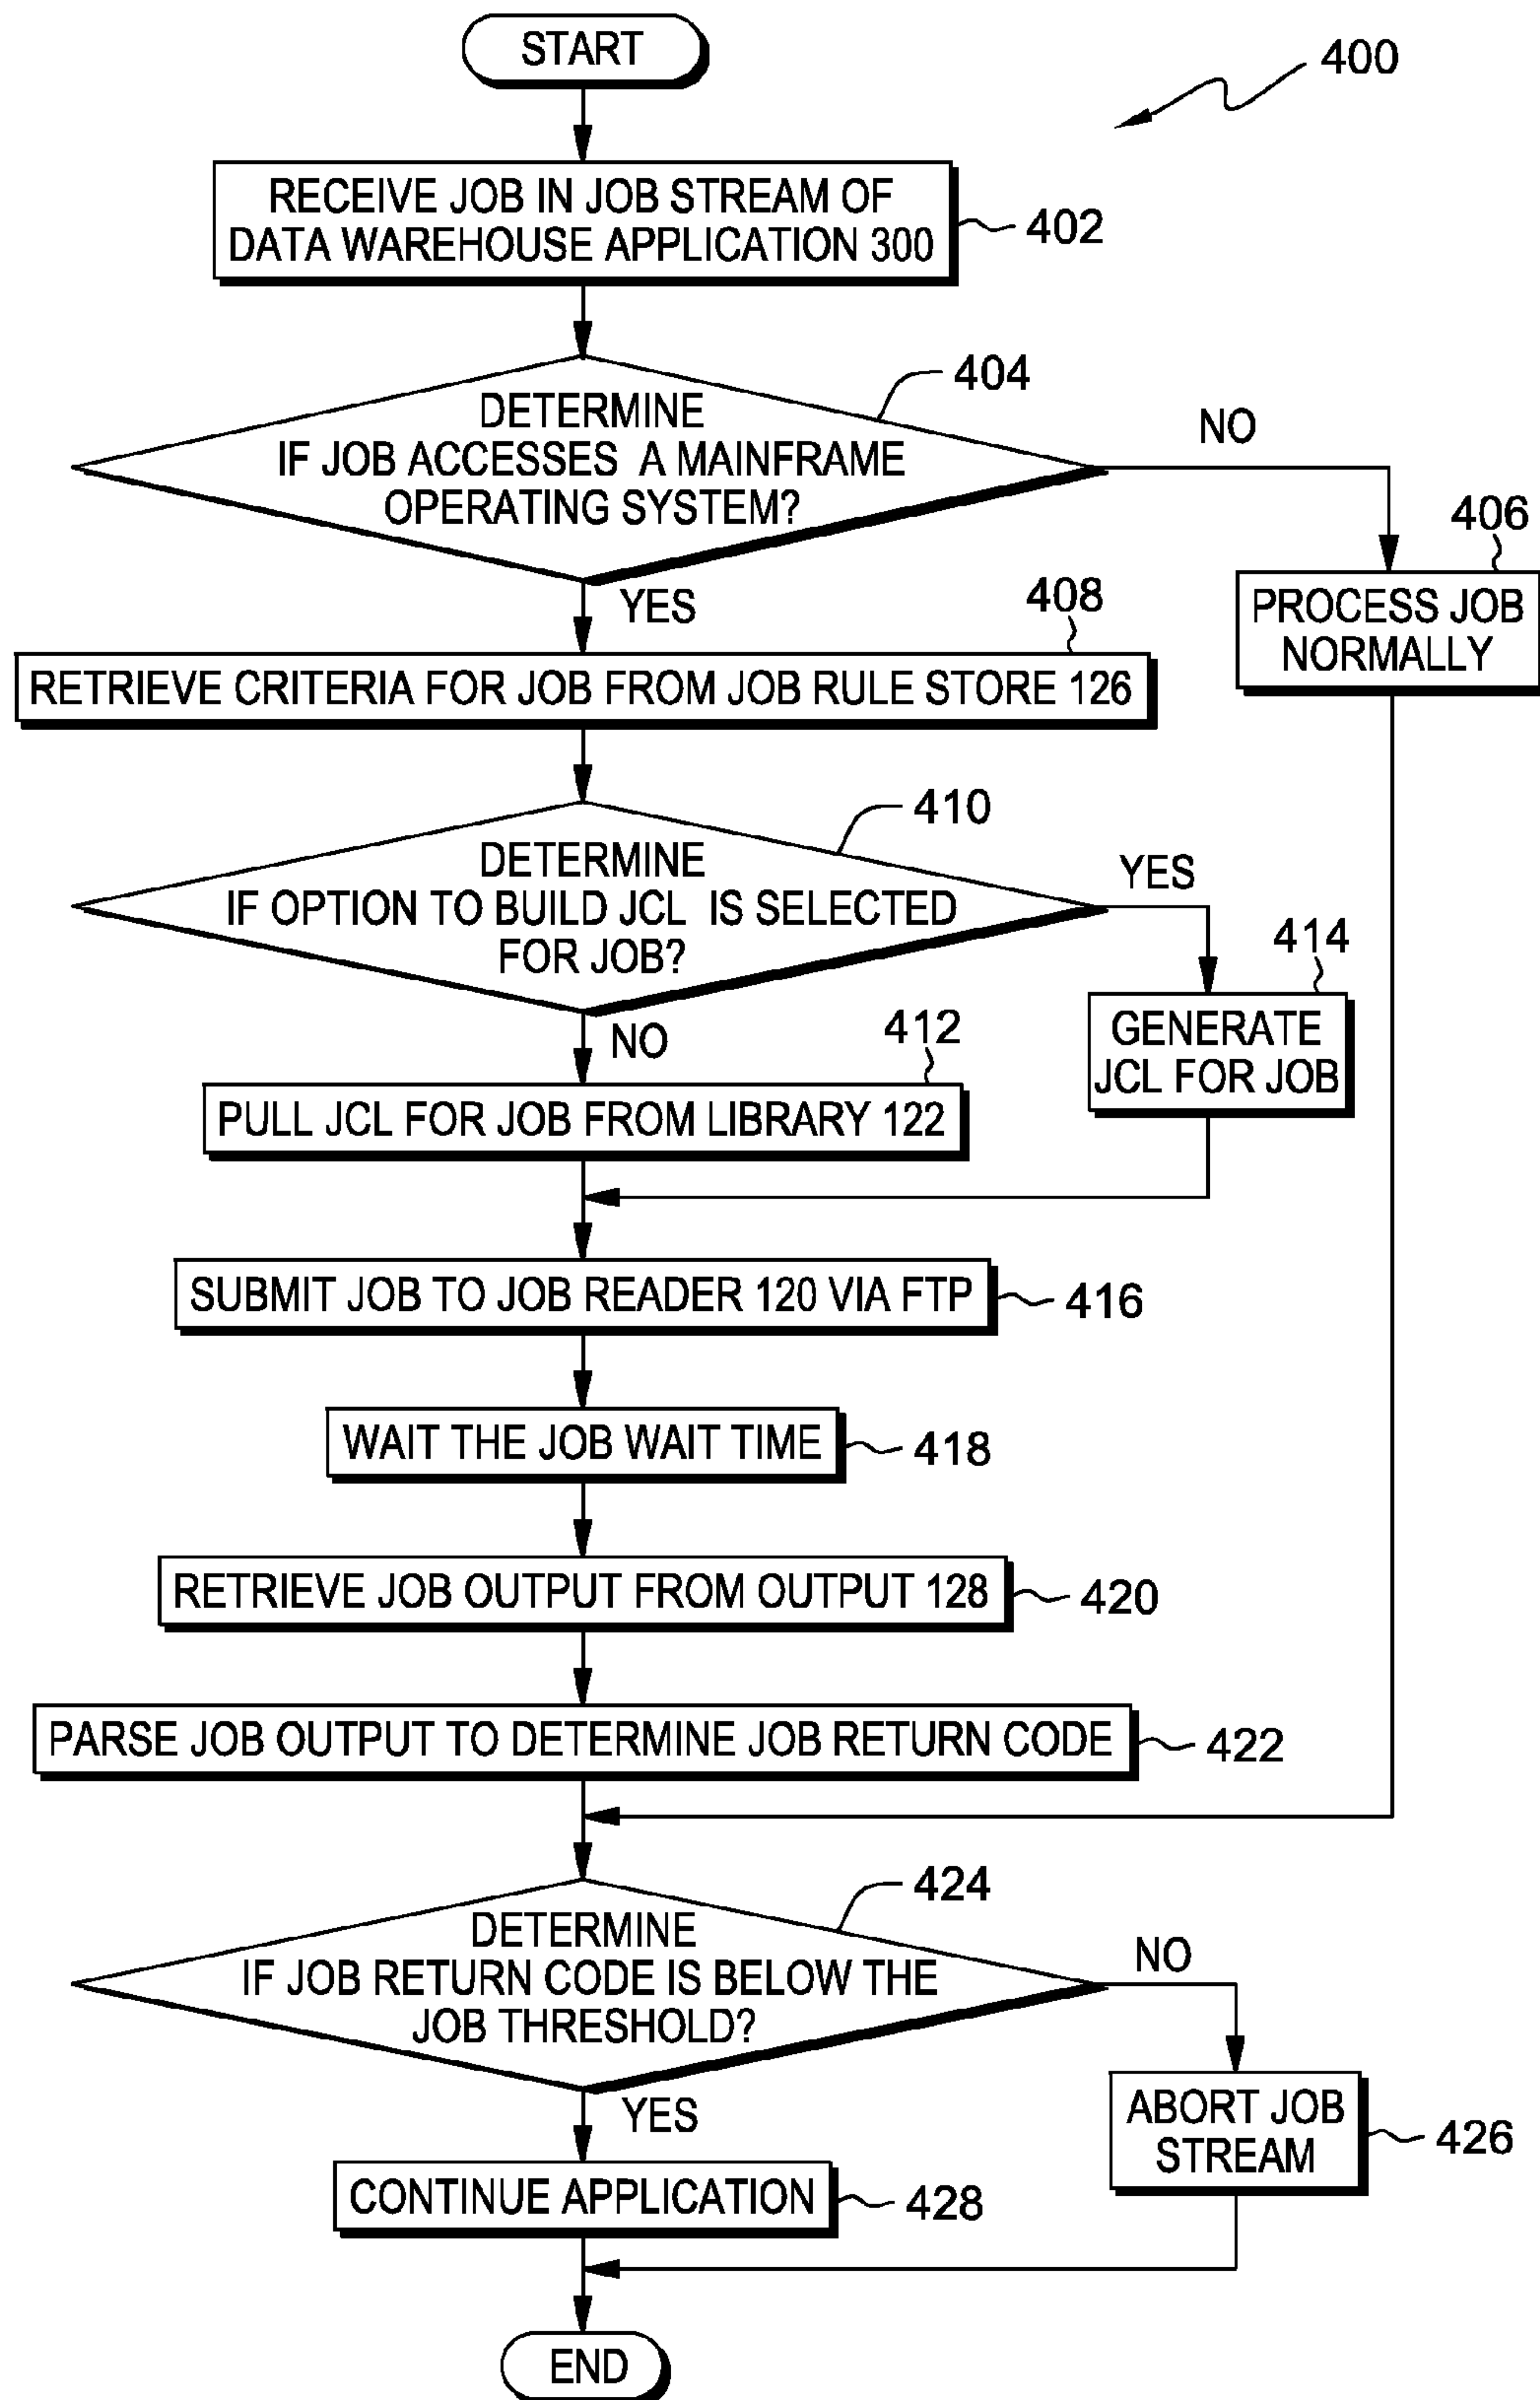 START
400
RECEIVE JOB IN JOB STREAM OF
DATA WAREHOUSE APPLICATION 300
402
404
DETERMINE
IF JOB ACCESSES A MAINFRAME
OPERATING SYSTEM?
NO
406
PROCESS JOB
NORMALLY
YES
408
RETRIEVE CRITERIA FOR JOB FROM JOB RULE STORE 126
410
DETERMINE
IF OPTION TO BUILD JCL IS SELECTED
FOR JOB?
YES
414
GENERATE
JCL FOR JOB
NO
412
PULL JCL FOR JOB FROM LIBRARY 122
SUBMIT JOB TO JOB READER 120 VIA FTP
416
WAIT THE JOB WAIT TIME
418
RETRIEVE JOB OUTPUT FROM OUTPUT 128
420
PARSE JOB OUTPUT TO DETERMINE JOB RETURN CODE
422
424
DETERMINE
IF JOB RETURN CODE IS BELOW THE
JOB THRESHOLD?
NO
ABORT JOB
STREAM
426
YES
CONTINUE APPLICATION
428
END